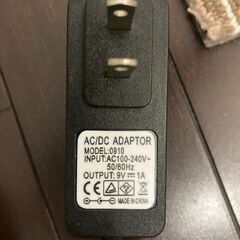 AC/DC ADAPTOR
MODEL:0910
INPUT:AC100-240V~
50/60Hz
OUTPUT: 9V⎓1A
MADE IN CHINA